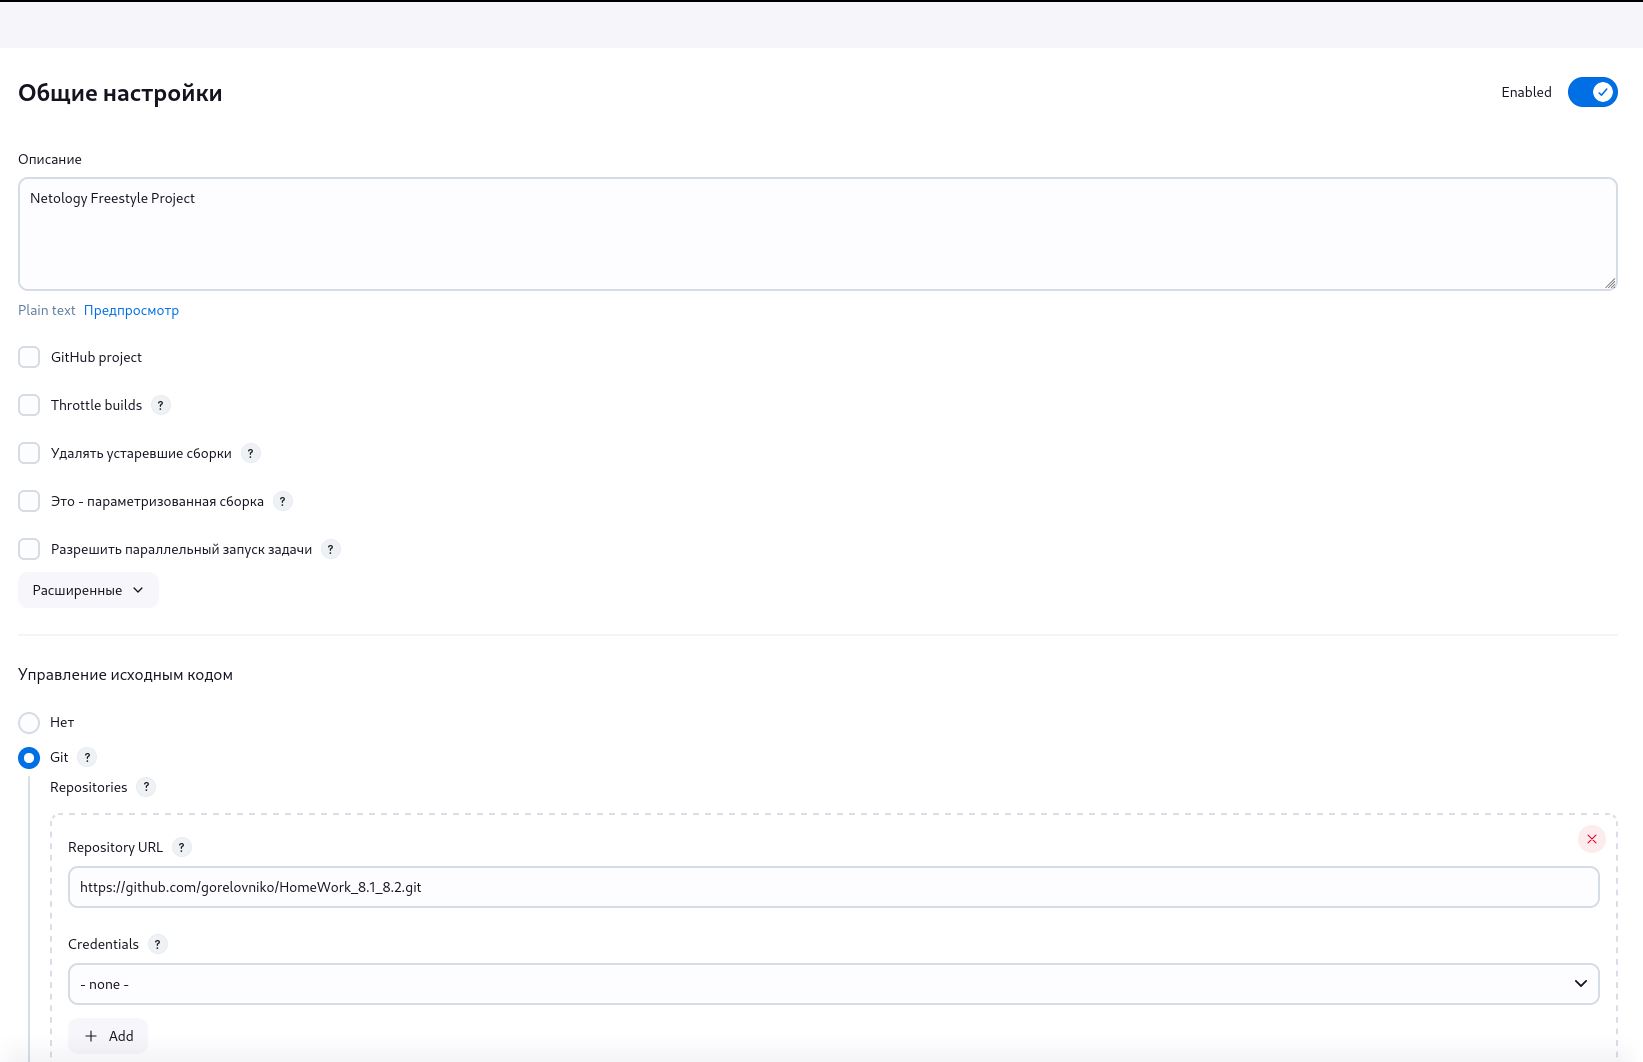 Общие настройки
Enabled
Описание
Netology Freestyle Project
Plain text Предпросмотр
GitHub project
Throttle builds ?
Удалять устаревшие сборки ?
Это - параметризованная сборка ?
Разрешить параллельный запуск задачи ?
Расширенные
Управление исходным кодом
Нет
Git ?
Repositories ?
Repository URL ?
https://github.com/gorelovniko/HomeWork_8.1_8.2.git
Credentials ?
- none -
+ Add